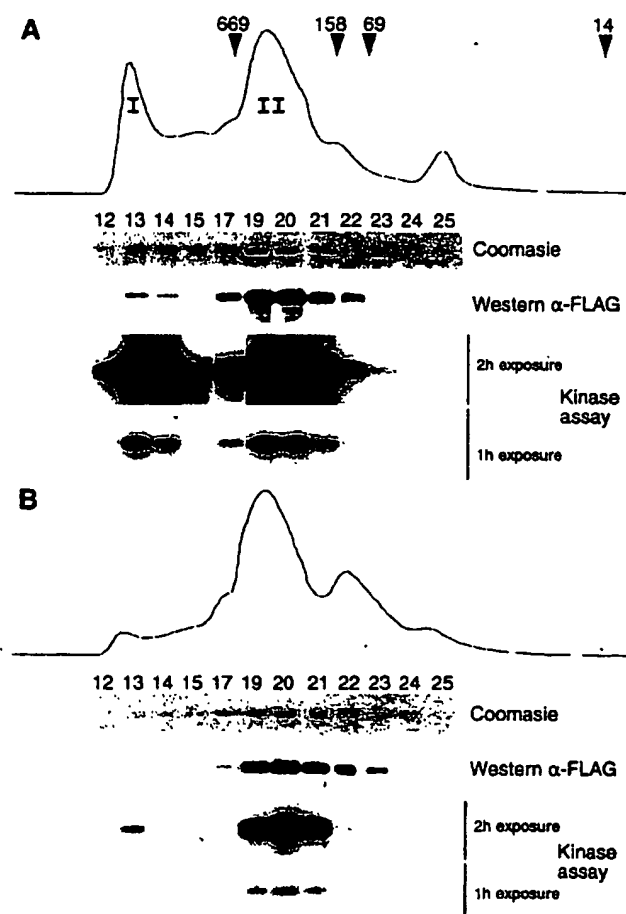 A
669 158 69 14
I II
12 13 14 15 17 19 20 21 22 23 24 25
Coomasie
Western α-FLAG
2h exposure
Kinase
assay
1h exposure
B
12 13 14 15 17 19 20 21 22 23 24 25
Coomasie
Western α-FLAG
2h exposure
Kinase
assay
1h exposure